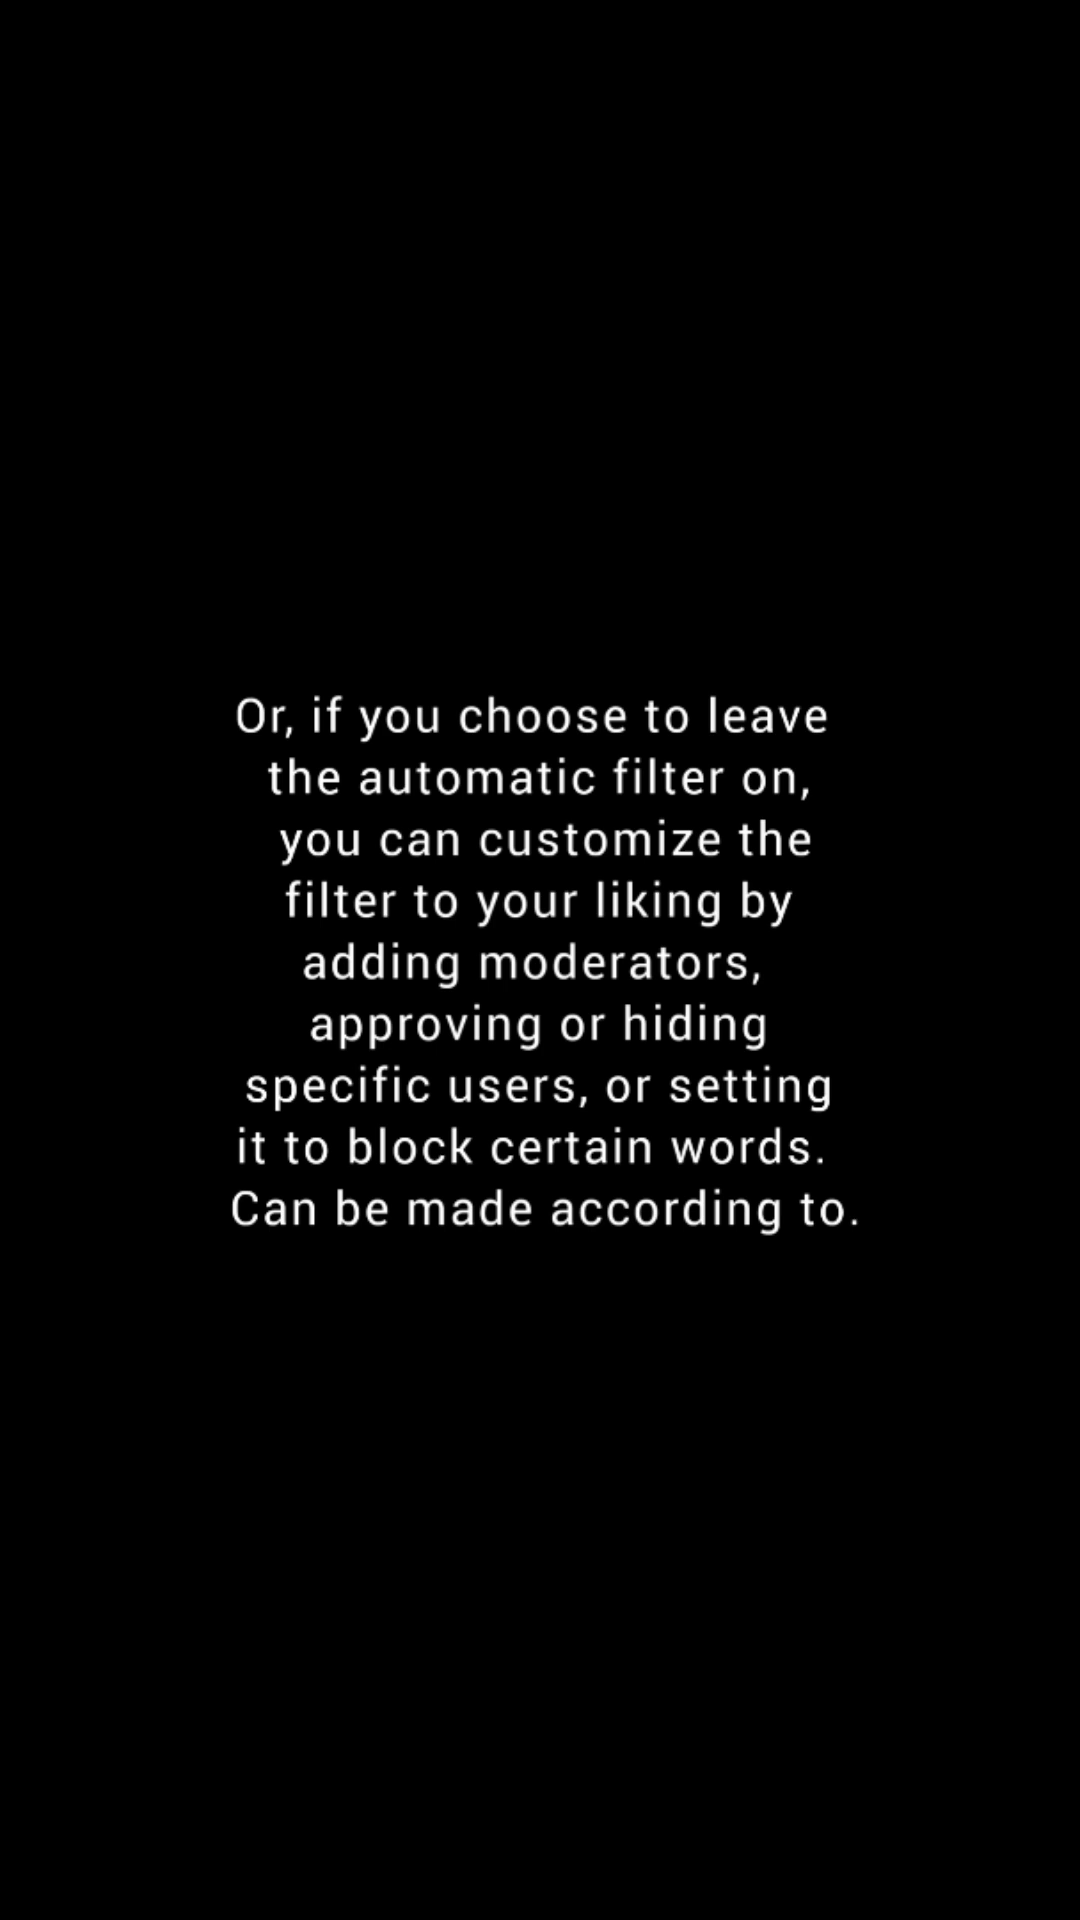 Or, if you choose to leave
the automatic filter on,
you can customize the
filter to your liking by
adding moderators,
approving or hiding
specific users, or setting
it to block certain words.
Can be made according to.